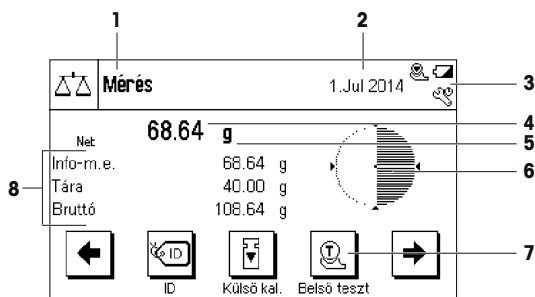 1
2
Mérés
1.Jul 2014
3
68.64 g
4
Net
5
Info-m.e. 68.64 g
6
Tára 40.00 g
8
Bruttó 108.64 g
7
ID
T
ID Külső kal. Belső teszt